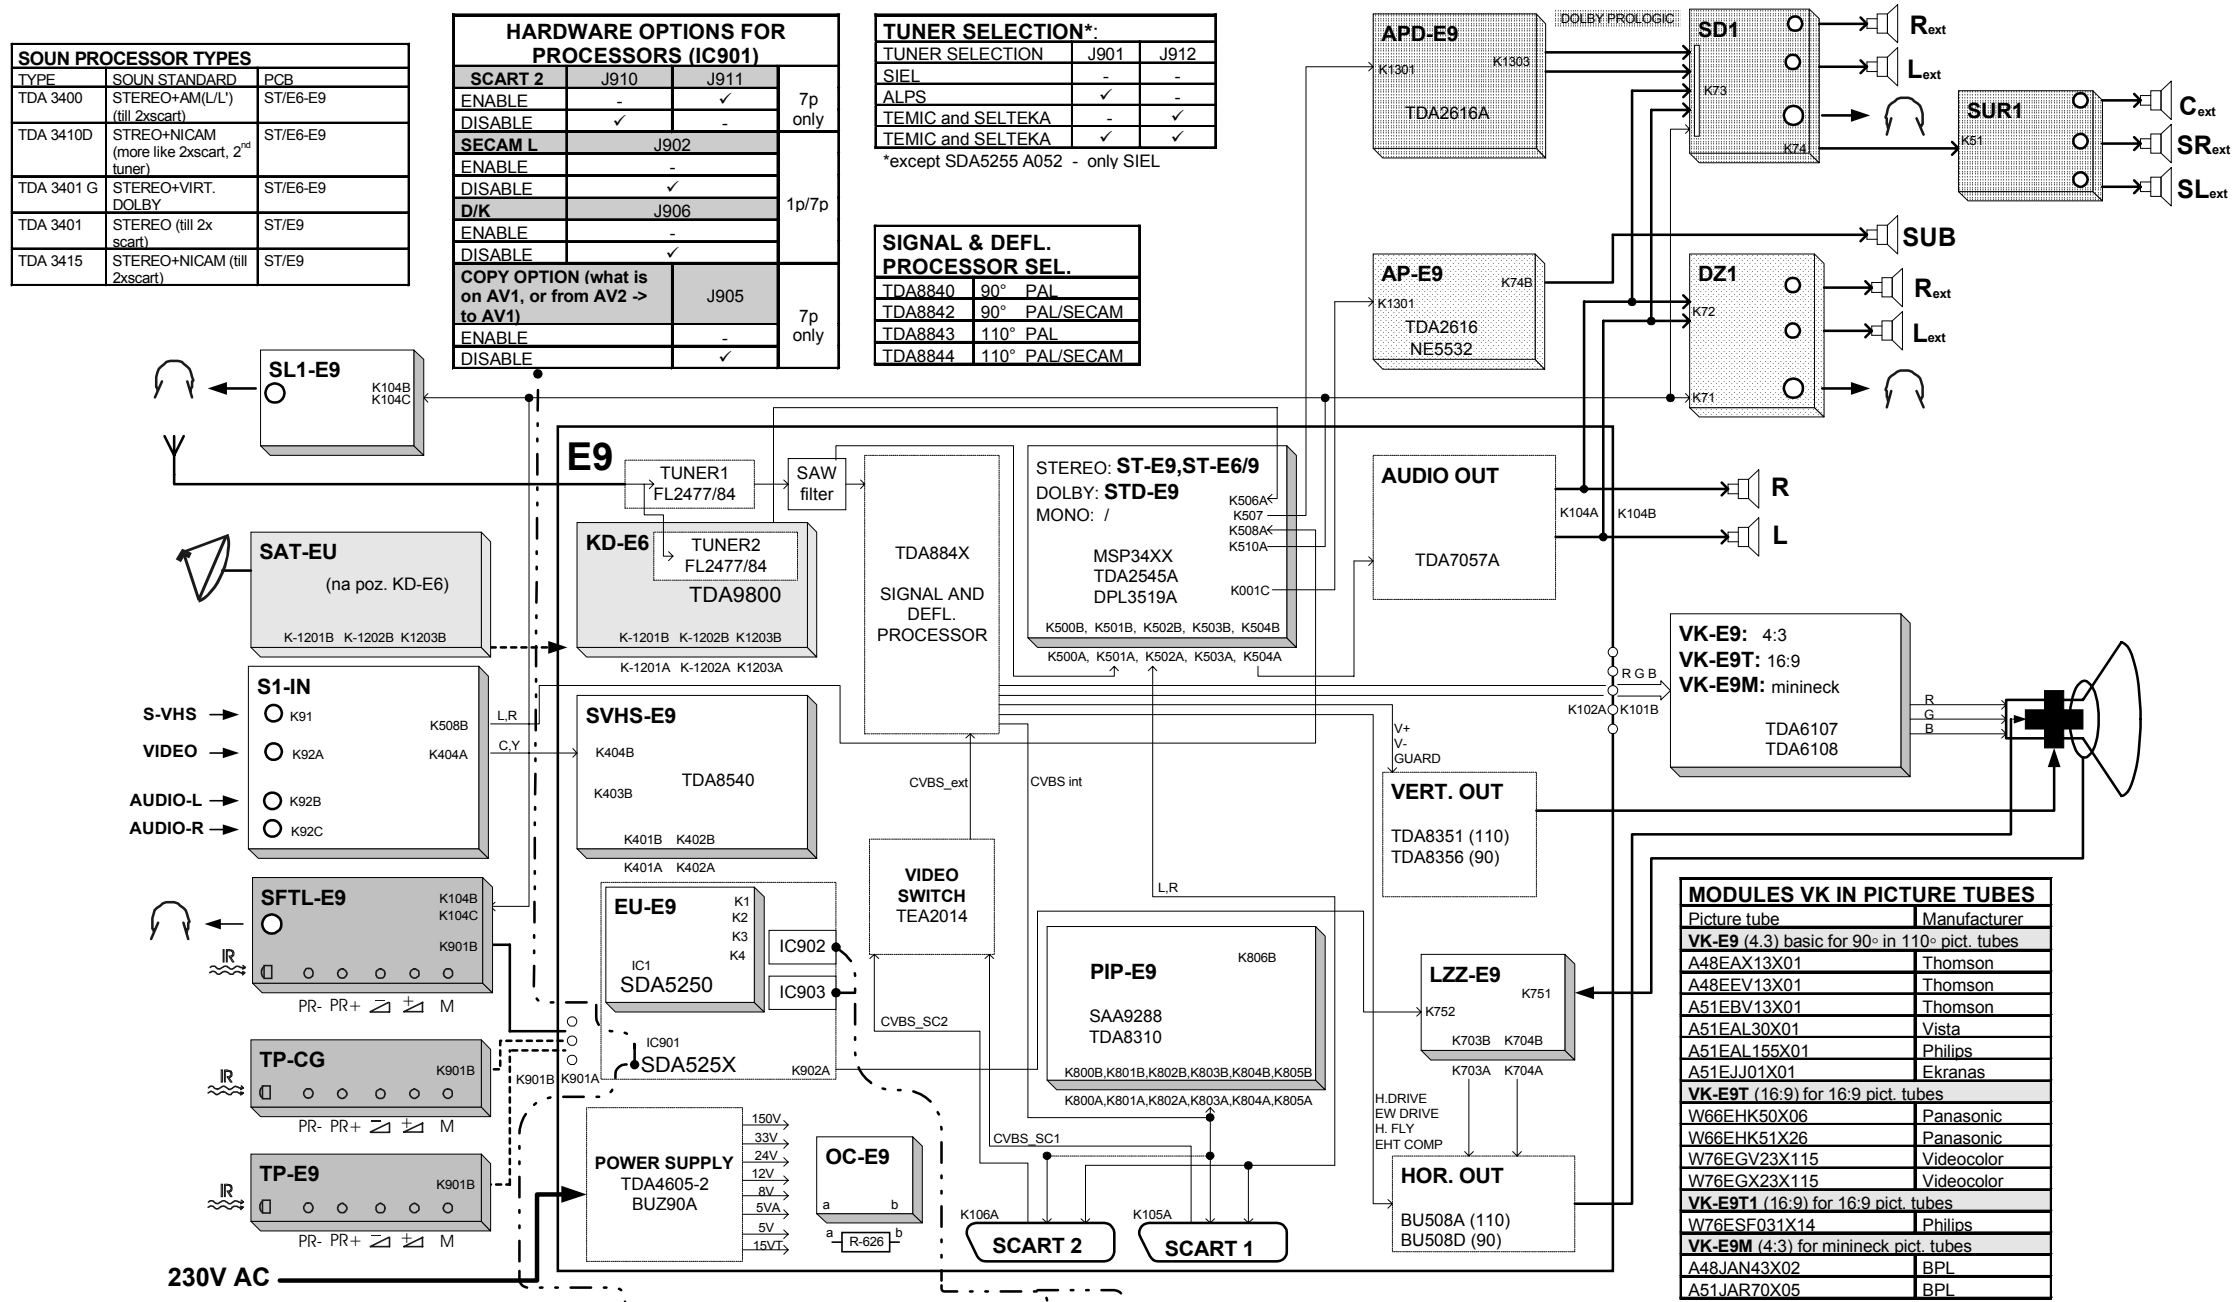 SOUN PROCESSOR TYPES
TYPE SOUN STANDARD PCB
TDA 3400 STEREO+AM(L/L') (till 2xscart) ST/E6-E9
TDA 3410D STREO+NICAM (more like 2xscart, 2nd tuner) ST/E6-E9
TDA 3401 G STEREO+VIRT. DOLBY ST/E6-E9
TDA 3401 STEREO (till 2x scart) ST/E9
TDA 3415 STEREO+NICAM (till 2xscart) ST/E9
HARDWARE OPTIONS FOR
PROCESSORS (IC901)
SCART 2 J910 J911
ENABLE - ✓
7p only
DISABLE ✓ -
SECAM L J902
ENABLE -
DISABLE ✓
1p/7p
D/K J906
ENABLE -
DISABLE ✓
COPY OPTION (what is on AV1, or from AV2 -> to AV1) J905
7p only
ENABLE -
DISABLE ✓
TUNER SELECTION*:
TUNER SELECTION J901 J912
SIEL - -
ALPS ✓ -
TEMIC and SELTEKA - ✓
TEMIC and SELTEKA ✓ ✓
*except SDA5255 A052 - only SIEL
SIGNAL & DEFL.
PROCESSOR SEL.
TDA8840 90° PAL
TDA8842 90° PAL/SECAM
TDA8843 110° PAL
TDA8844 110° PAL/SECAM
APD-E9
K1301
K1303
TDA2616A
DOLBY PROLOGIC
SD1
K73
K74
Rext
Lext
SUR1
K51
Cext
SRext
SLext
AP-E9
K74B
K1301
TDA2616
NE5532
SUB
DZ1
K72
K71
Rext
Lext
SL1-E9
K104B
K104C
E9
TUNER1
FL2477/84
SAW
filter
KD-E6
TUNER2
FL2477/84
TDA9800
K-1201B K-1202B K1203B
K-1201A K-1202A K1203A
SAT-EU
(na poz. KD-E6)
K-1201B K-1202B K1203B
TDA884X
SIGNAL AND
DEFL.
PROCESSOR
STEREO: ST-E9,ST-E6/9
DOLBY: STD-E9
MONO: /
K506A
K507
K508A
K510A
K001C
MSP34XX
TDA2545A
DPL3519A
K500B, K501B, K502B, K503B, K504B
K500A, K501A, K502A, K503A, K504A
AUDIO OUT
TDA7057A
K104A K104B
R
L
S1-IN
S-VHS
VIDEO
AUDIO-L
AUDIO-R
K91
K92A
K92B
K92C
K508B
K404A
L,R
C,Y
SVHS-E9
K404B
TDA8540
K403B
K401B K402B
K401A K402A
CVBS_ext
CVBS int
R G B
K102A K101B
VK-E9: 4:3
VK-E9T: 16:9
VK-E9M: minineck
TDA6107
TDA6108
R
G
B
V+
V-
GUARD
VERT. OUT
TDA8351 (110)
TDA8356 (90)
SFTL-E9
K104B
K104C
K901B
IR
PR- PR+ M
TP-CG
K901B
IR
PR- PR+ M
TP-E9
K901B
IR
PR- PR+ M
K901B K901A
EU-E9
K1
K2
K3
K4
IC1
SDA5250
IC902
IC903
IC901
SDA525X
K902A
VIDEO
SWITCH
TEA2014
L,R
CVBS_SC2
CVBS_SC1
PIP-E9
K806B
SAA9288
TDA8310
K800B,K801B,K802B,K803B,K804B,K805B
K800A,K801A,K802A,K803A,K804A,K805A
LZZ-E9
K751
K752
K703B K704B
K703A K704A
H.DRIVE
EW DRIVE
H. FLY
EHT COMP
HOR. OUT
BU508A (110)
BU508D (90)
POWER SUPPLY
TDA4605-2
BUZ90A
150V
33V
24V
12V
8V
5VA
5V
15VT
OC-E9
a b
a R-626 b
K106A
SCART 2
K105A
SCART 1
230V AC
MODULES VK IN PICTURE TUBES
Picture tube Manufacturer
VK-E9 (4.3) basic for 90° in 110° pict. tubes
A48EAX13X01 Thomson
A48EEV13X01 Thomson
A51EBV13X01 Thomson
A51EAL30X01 Vista
A51EAL155X01 Philips
A51EJJ01X01 Ekranas
VK-E9T (16:9) for 16:9 pict. tubes
W66EHK50X06 Panasonic
W66EHK51X26 Panasonic
W76EGV23X115 Videocolor
W76EGX23X115 Videocolor
VK-E9T1 (16:9) for 16:9 pict. tubes
W76ESF031X14 Philips
VK-E9M (4:3) for minineck pict. tubes
A48JAN43X02 BPL
A51JAR70X05 BPL